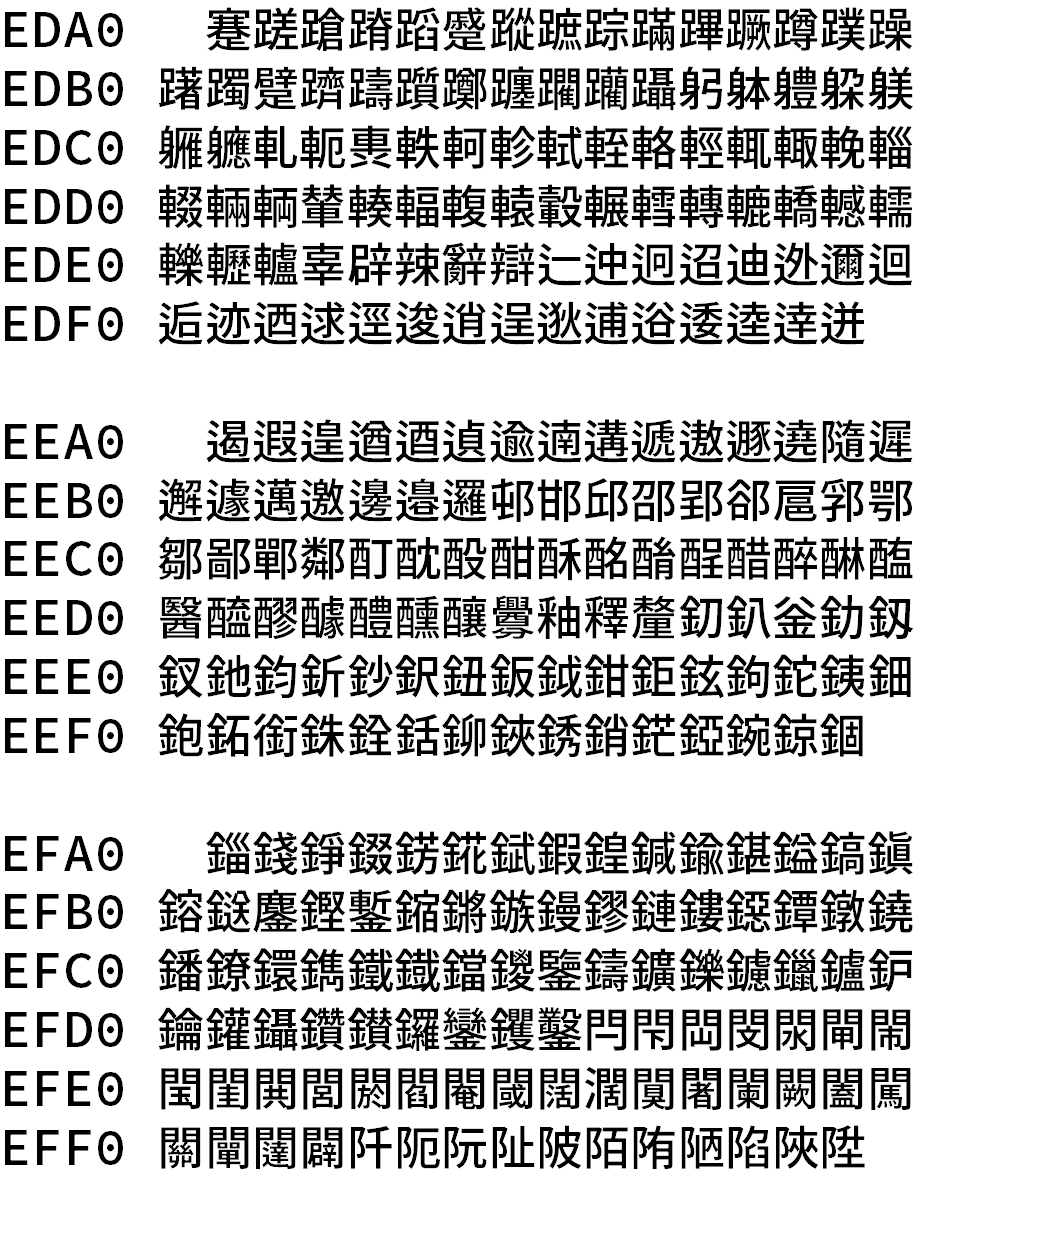 EDA0 蹇蹉蹌蹐蹈蹙蹤蹠踪蹣蹕蹶蹲蹼躁
EDB0 躇躅躄躋躊躓躑躔躙躪躡躬躰軆躱躾
EDC0 軅軈軋軛軣軼軻軫軾輊輅輕輒輙輓輜
EDD0 輟輛輌輦輳輻輹轅轂輾轌轉轆轎轗轜
EDE0 轢轣轤辜辟辣辭辯辷迚迥迢迪迯邇迴
EDF0 逅迹迺逑逕逡逍逞逖逋逧逶逵逹迸
EEA0 遏遐遑遒逎遉逾遖遘遞遨遯遶隨遲
EEB0 邂遽邁邀邊邉邏邨邯邱邵郢郤扈郛鄂
EEC0 鄒鄙鄲鄰酊酖酘酣酥酩酳酲醋醉醂醢
EED0 醫醯醪醵醴醺釀釁釉釋釐釖釟釡釛釼
EEE0 釵釶鈞釿鈔鈬鈕鈑鉞鉗鉅鉉鉤鉈銕鈿
EEF0 鉋鉐銜銖銓銛鉚鋏銹銷鋩錏鋺鍄錮
EFA0 錙錢錚錣錺錵錻鍜鍠鍼鍮鍖鎰鎬鎭
EFB0 鎔鎹鏖鏗鏨鏥鏘鏃鏝鏐鏈鏤鐚鐔鐓鐃
EFC0 鐇鐐鐶鐫鐵鐡鐺鑁鑒鑄鑛鑠鑢鑞鑪鈩
EFD0 鑰鑵鑷鑽鑚鑼鑾钁鑿閂閇閊閔閖閘閙
EFE0 閠閨閧閭閼閻閹閾闊濶闃闍闌闕闔闖
EFF0 關闡闥闢阡阨阮阯陂陌陏陋陷陜陞